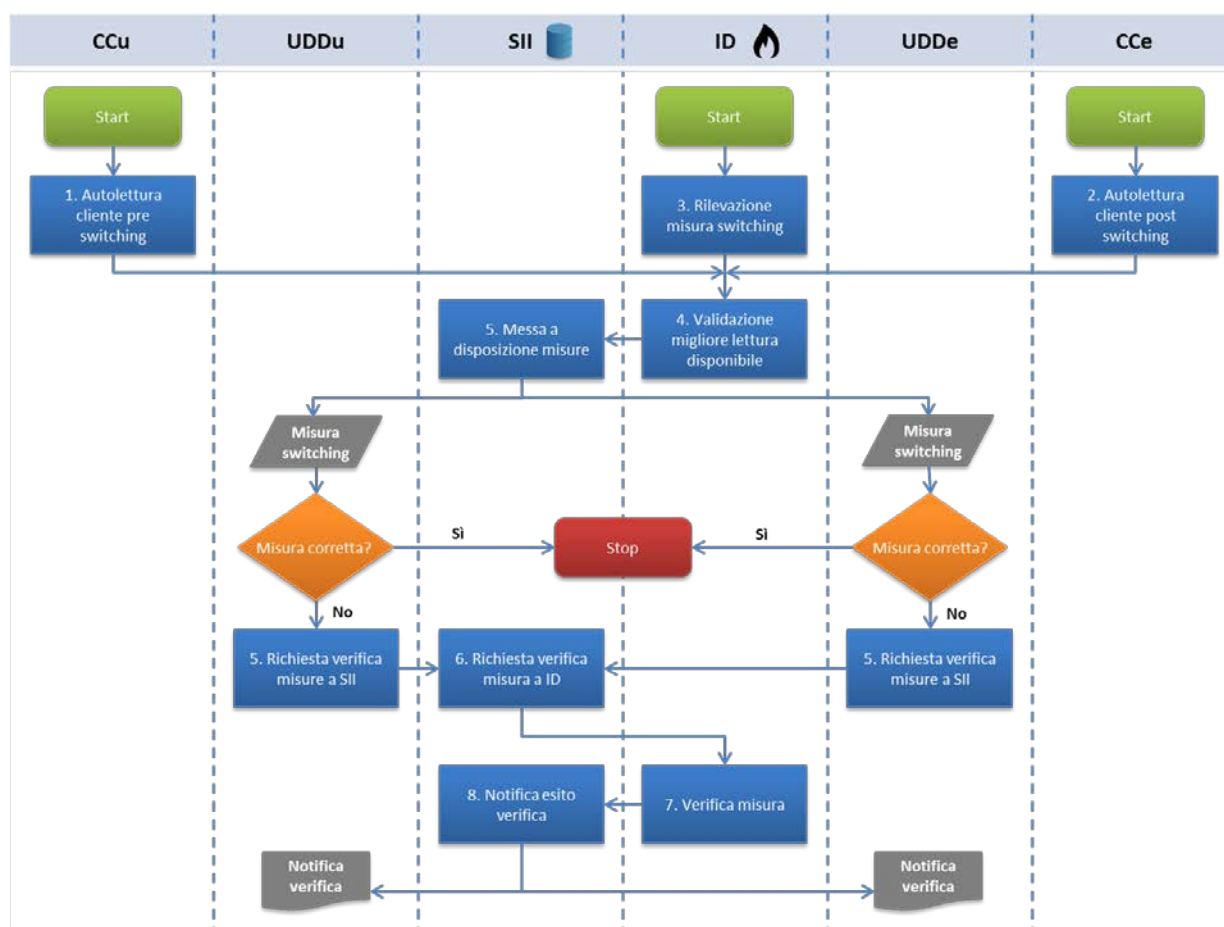 CCu UDDu SII ID UDDe CCe
Start Start Start
1. Autolettura
cliente pre
switching
3. Rilevazione
misura switching
2. Autolettura
cliente post
switching
5. Messa a
disposizione misure
4. Validazione
migliore lettura
disponibile
Misura
switching
Misura
switching
Misura corretta?
Sì
Stop
Sì
Misura corretta?
No
No
5. Richiesta verifica
misure a SII
6. Richiesta verifica
misura a ID
5. Richiesta verifica
misure a SII
8. Notifica esito
verifica
7. Verifica misura
Notifica
verifica
Notifica
verifica